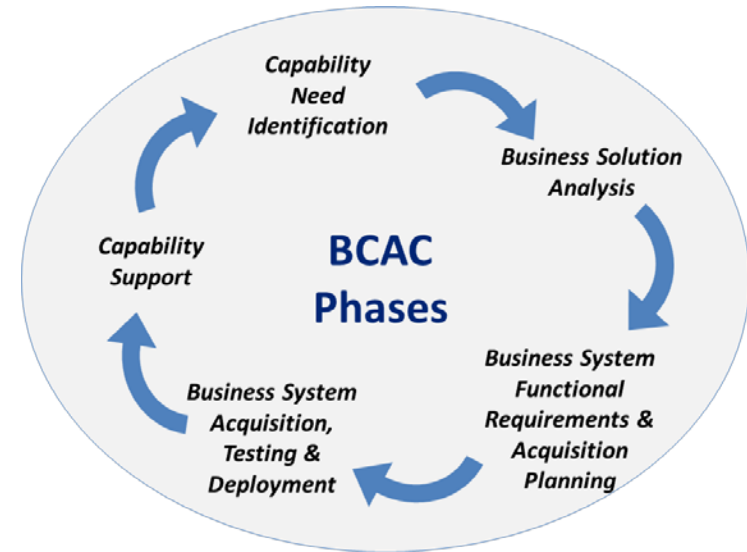 Capability
Need
Identification
Business Solution
Analysis
BCAC
Phases
Capability
Support
Business System
Functional
Requirements &
Acquisition
Planning
Business System
Acquisition,
Testing &
Deployment